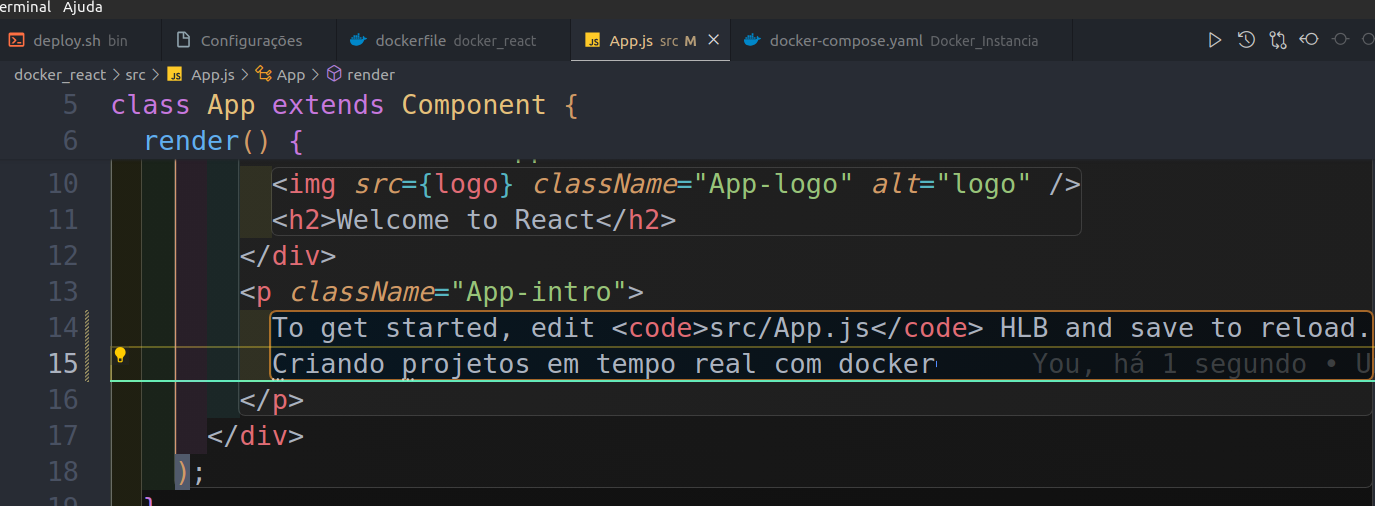 Terminal Ajuda
deploy.sh bin Configurações dockerfile docker_react App.js src M docker-compose.yaml Docker_Instancia
docker_react > src > App.js > App > render
5 class App extends Component {
6 render() {
10 <img src={logo} className="App-logo" alt="logo" />
11 <h2>Welcome to React</h2>
12 </div>
13 <p className="App-intro">
14 To get started, edit <code>src/App.js</code> HLB and save to reload.
15 Criando projetos em tempo real com docker You, há 1 segundo • U
16 </p>
17 </div>
18 );
19 }